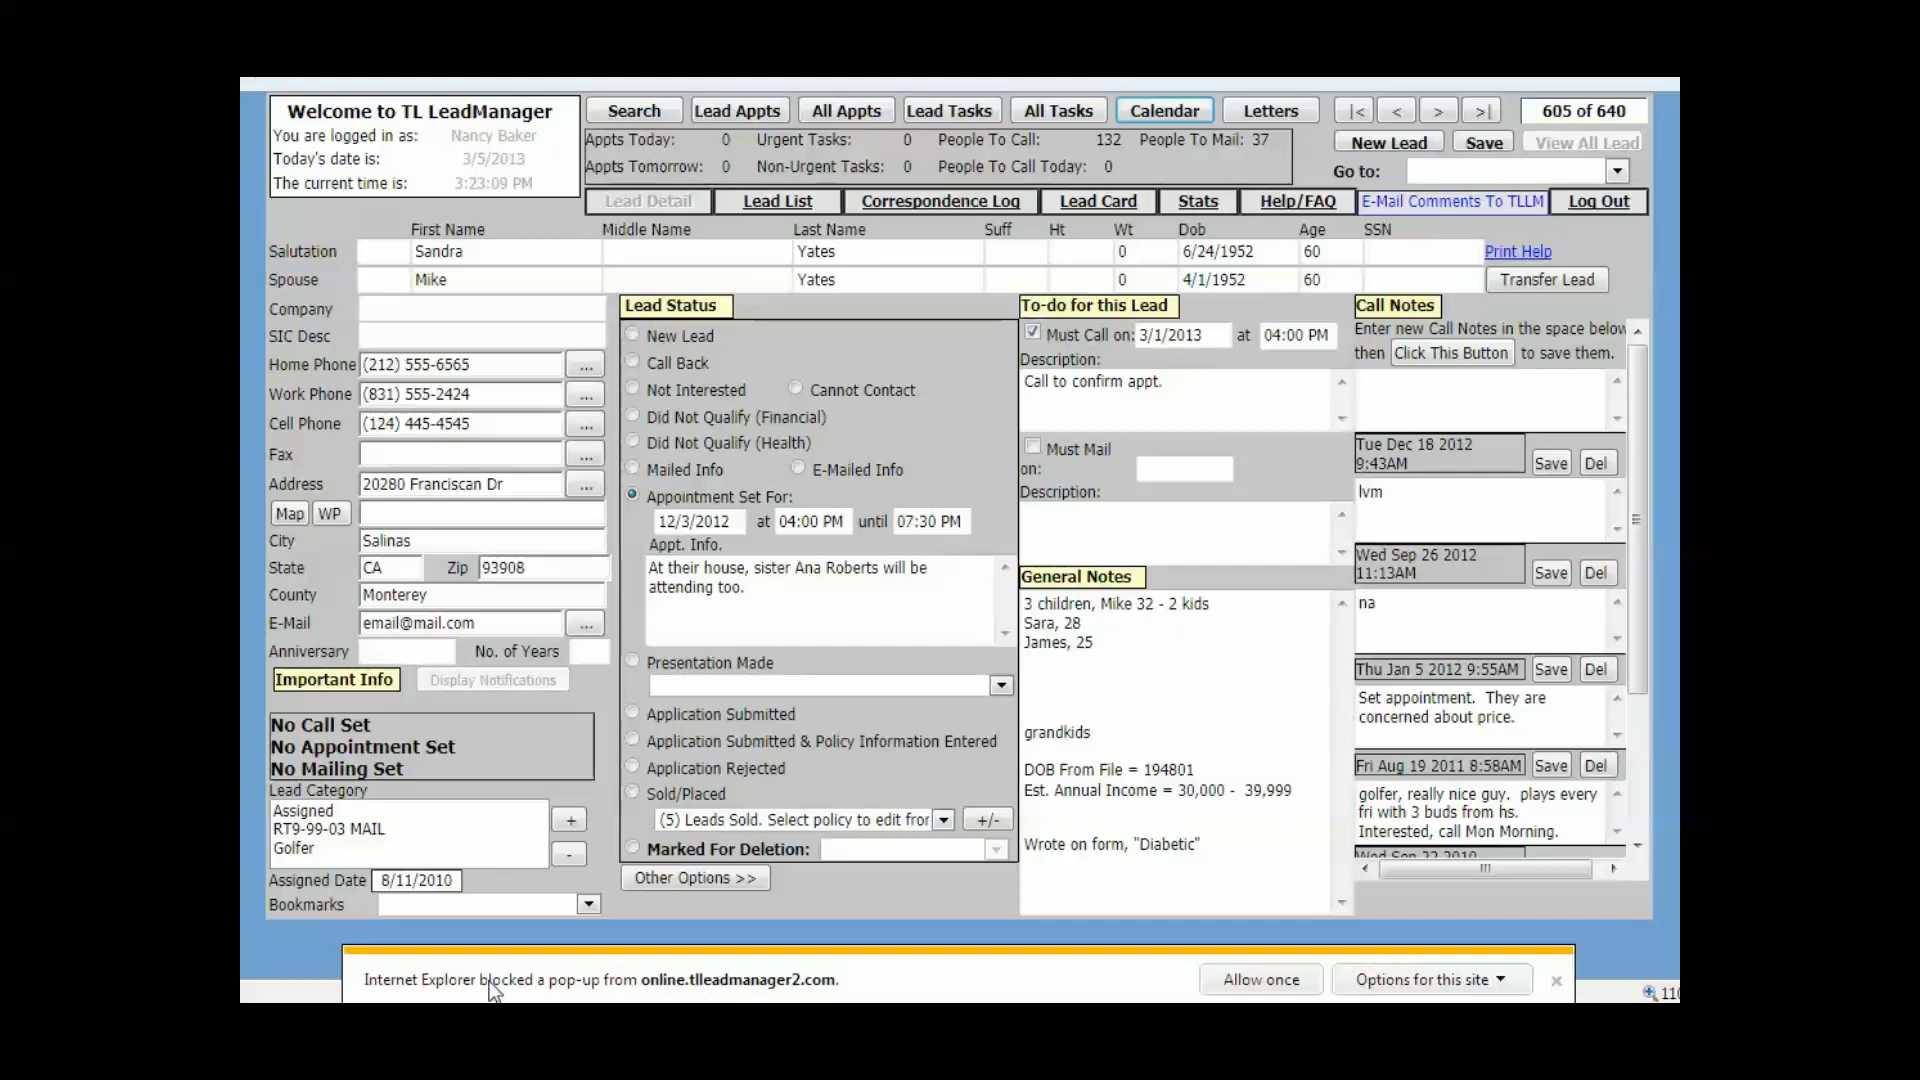 Welcome to TL LeadManager
You are logged in as: Nancy Baker
Today's date is: 3/5/2013
The current time is: 3:23:09 PM
Search Lead Appts All Appts Lead Tasks All Tasks Calendar Letters |< < > >| 605 of 640
Appts Today: 0 Urgent Tasks: 0 People To Call: 132 People To Mail: 37
Appts Tomorrow: 0 Non-Urgent Tasks: 0 People To Call Today: 0
New Lead Save View All Lead
Go to:
Lead Detail Lead List Correspondence Log Lead Card Stats Help/FAQ E-Mail Comments To TLLM Log Out
First Name Middle Name Last Name Suff Ht Wt Dob Age SSN
Salutation Sandra Yates 0 6/24/1952 60 Print Help
Spouse Mike Yates 0 4/1/1952 60 Transfer Lead
Company
SIC Desc
Home Phone (212) 555-6565 ...
Work Phone (831) 555-2424 ...
Cell Phone (124) 445-4545 ...
Fax ...
Address 20280 Franciscan Dr ...
Map WP
City Salinas
State CA Zip 93908
County Monterey
E-Mail email@mail.com ...
Anniversary No. of Years
Important Info Display Notifications
No Call Set
No Appointment Set
No Mailing Set
Lead Category
Assigned
RT9-99-03 MAIL
Golfer
+
-
Assigned Date 8/11/2010
Bookmarks
Lead Status
New Lead
Call Back
Not Interested Cannot Contact
Did Not Qualify (Financial)
Did Not Qualify (Health)
Mailed Info E-Mailed Info
Appointment Set For:
12/3/2012 at 04:00 PM until 07:30 PM
Appt. Info.
At their house, sister Ana Roberts will be
attending too.
Presentation Made
Application Submitted
Application Submitted & Policy Information Entered
Application Rejected
Sold/Placed
(5) Leads Sold. Select policy to edit fror +/-
Marked For Deletion:
Other Options >>
To-do for this Lead
Must Call on: 3/1/2013 at 04:00 PM
Description:
Call to confirm appt.
Must Mail
on:
Description:
General Notes
3 children, Mike 32 - 2 kids
Sara, 28
James, 25
grandkids
DOB From File = 194801
Est. Annual Income = 30,000 - 39,999
Wrote on form, "Diabetic"
Call Notes
Enter new Call Notes in the space below
then Click This Button to save them.
Tue Dec 18 2012
9:43AM Save Del
lvm
Wed Sep 26 2012
11:13AM Save Del
na
Thu Jan 5 2012 9:55AM Save Del
Set appointment. They are
concerned about price.
Fri Aug 19 2011 8:58AM Save Del
golfer, really nice guy. plays every
fri with 3 buds from hs.
Interested, call Mon Morning.
Wed Sep 22 2010
Internet Explorer blocked a pop-up from online.tlleadmanager2.com. Allow once Options for this site ×
110